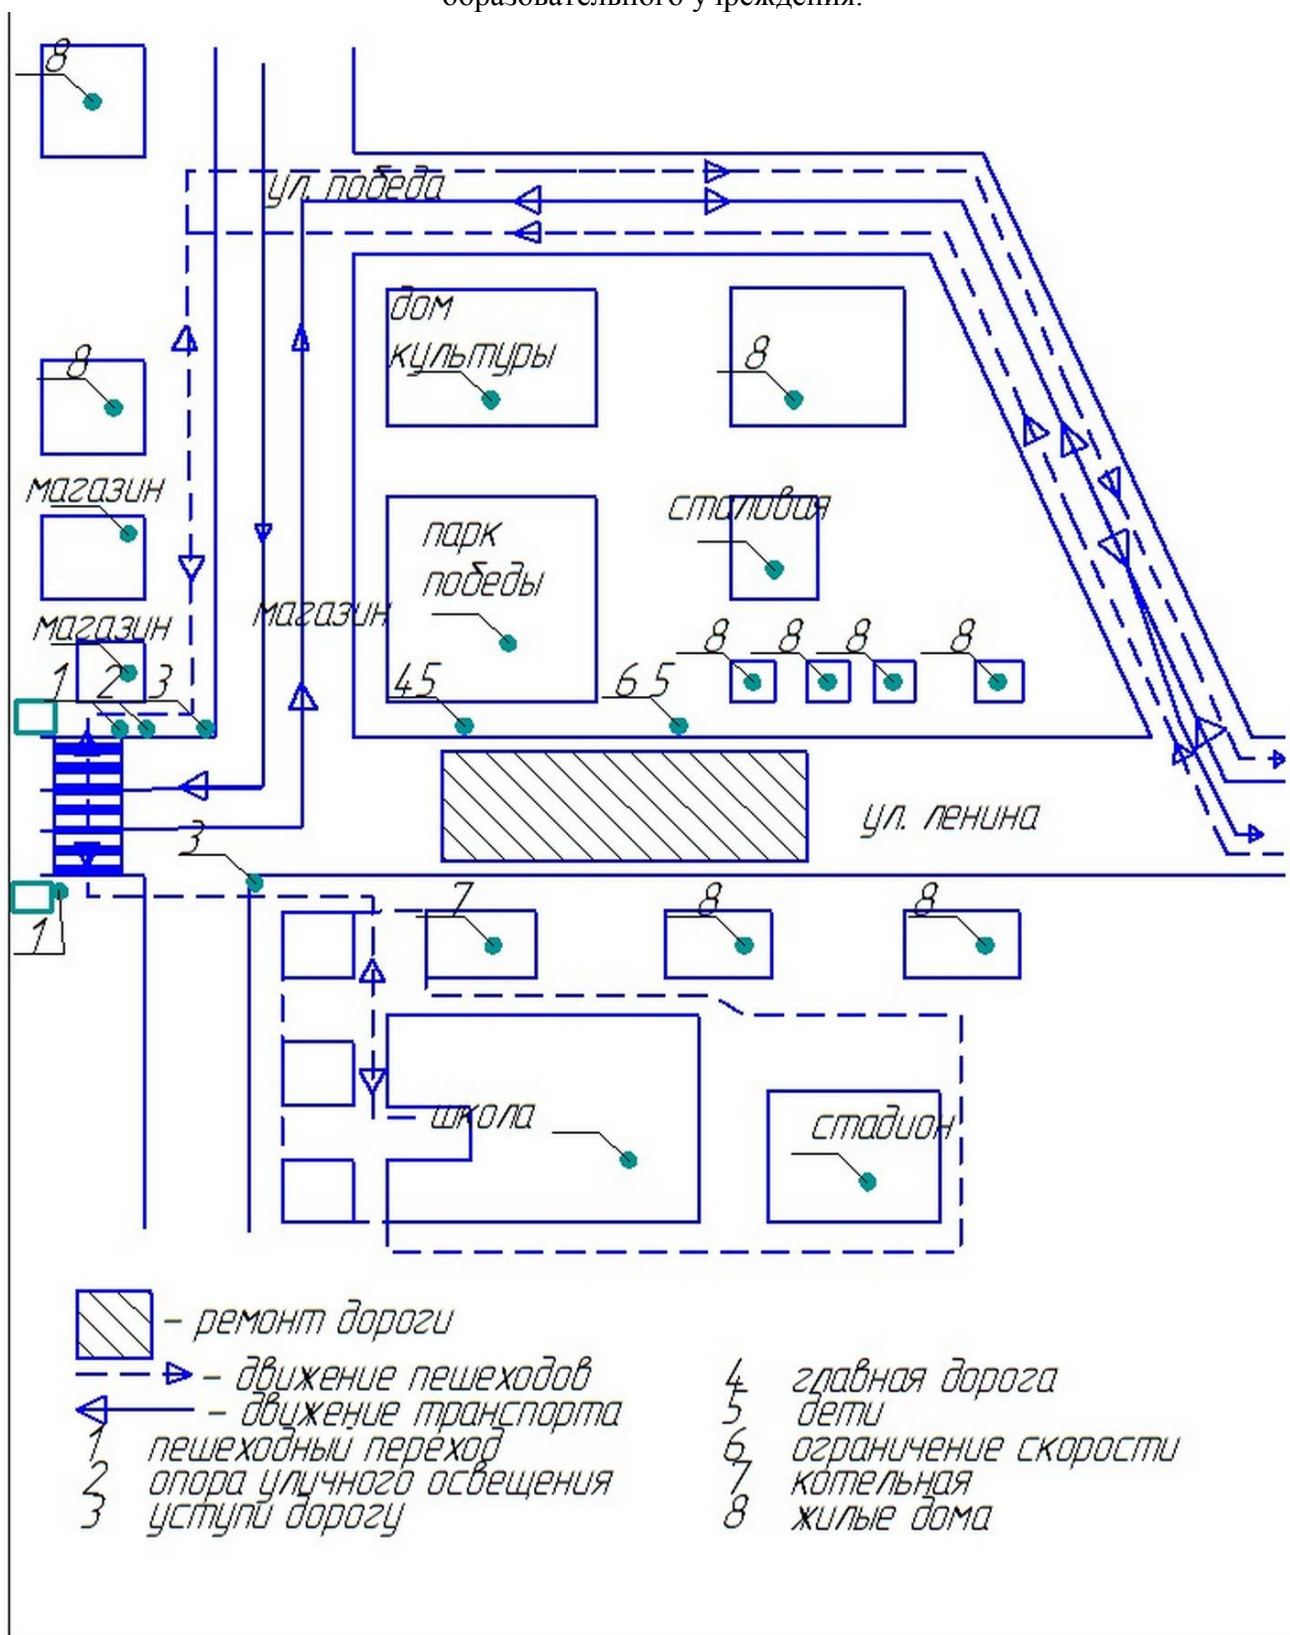 образовательного учреждения.
8
ул. победа
дом
культуры
8
8
магазин
столовая
парк
победы
магазин
магазин
8 8 8 8
1 2 3
4 5
6 5
ул. ленина
3
7
8
8
1
школа
стадион
– ремонт дороги
– движение пешеходов
– движение транспорта
1 пешеходный переход
2 опора уличного освещения
3 уступи дорогу
4 главная дорога
5 дети
6 ограничение скорости
7 котельная
8 жилые дома